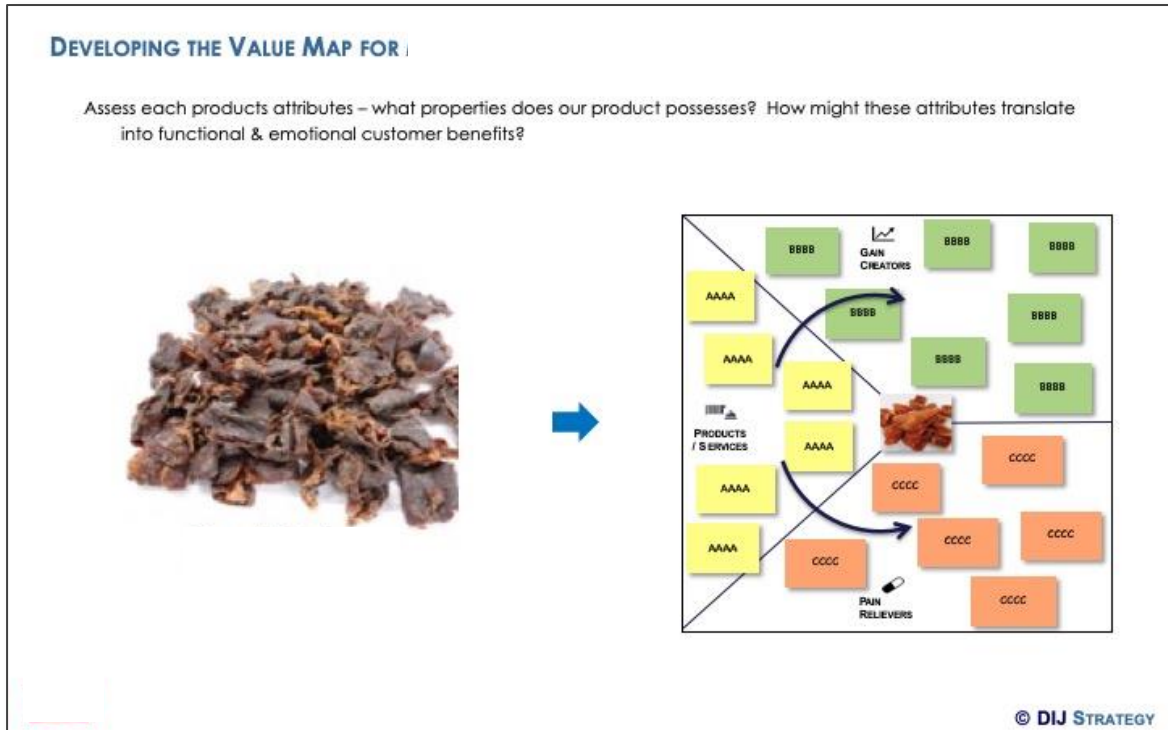 DEVELOPING THE VALUE MAP FOR
Assess each products attributes – what properties does our product possesses? How might these attributes translate
into functional & emotional customer benefits?
BBBB
GAIN
CREATORS
BBBB
BBBB
AAAA
BBBB
BBBB
AAAA
BBBB
AAAA
BBBB
PRODUCTS
/ SERVICES
AAAA
CCCC
AAAA
CCCC
AAAA
CCCC
CCCC
CCCC
CCCC
PAIN
RELIEVERS
© DIJ STRATEGY